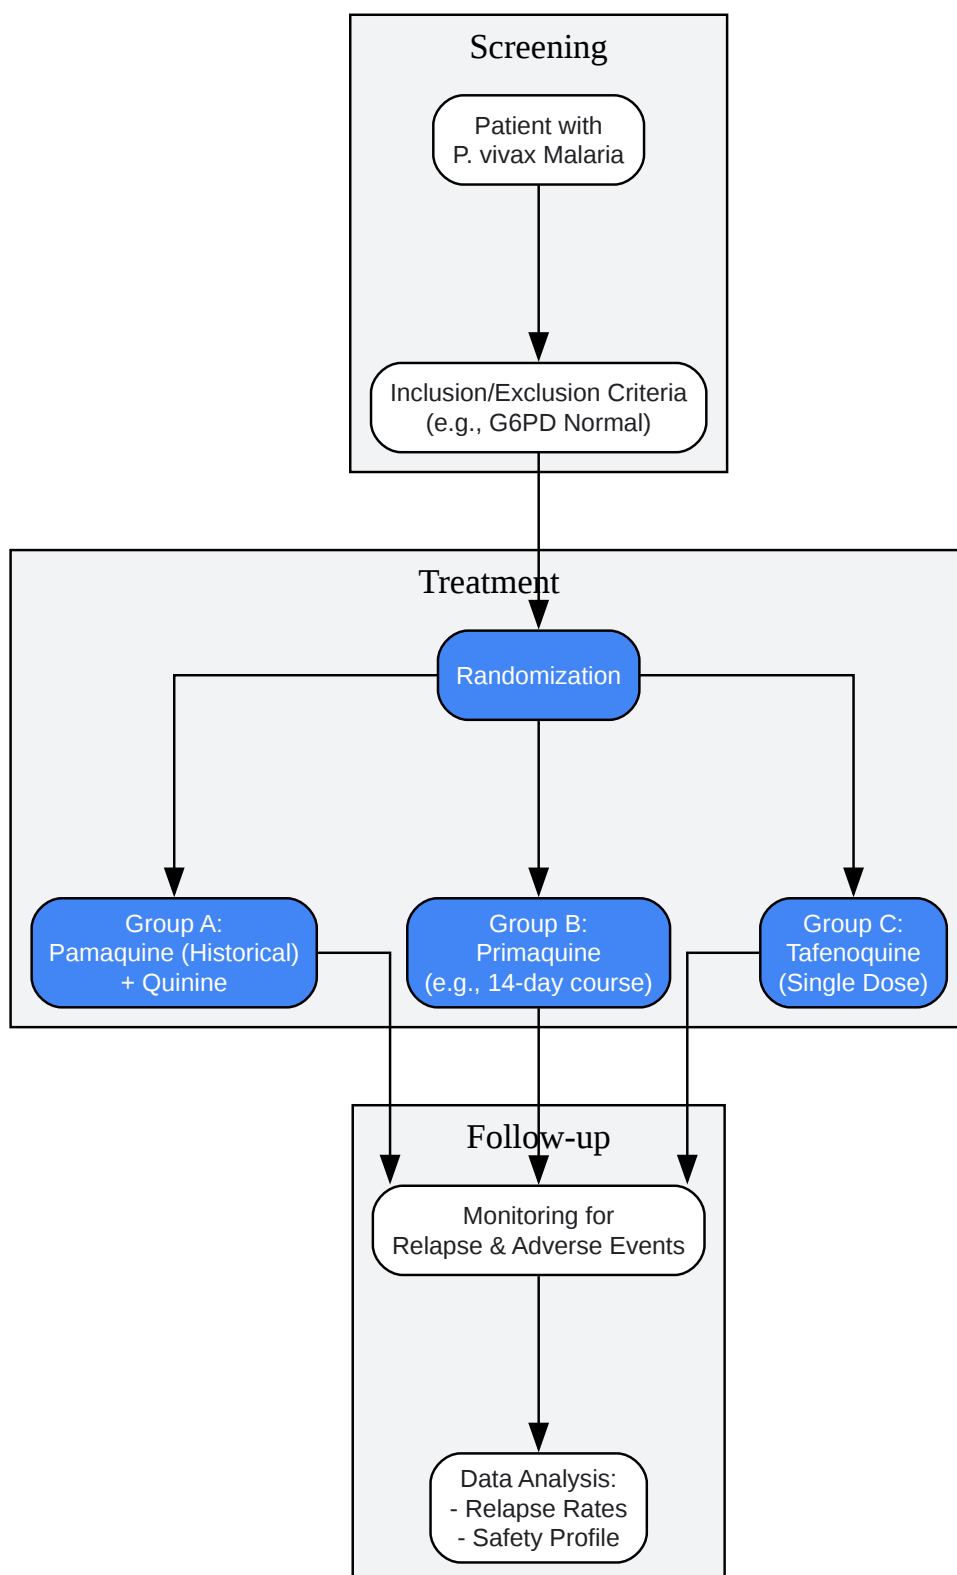 Screening
Patient with
P. vivax Malaria
Inclusion/Exclusion Criteria
(e.g., G6PD Normal)
Treatment
Randomization
Group A:
Pamaquine (Historical)
+ Quinine
Group B:
Primaquine
(e.g., 14-day course)
Group C:
Tafenoquine
(Single Dose)
Follow-up
Monitoring for
Relapse & Adverse Events
Data Analysis:
- Relapse Rates
- Safety Profile